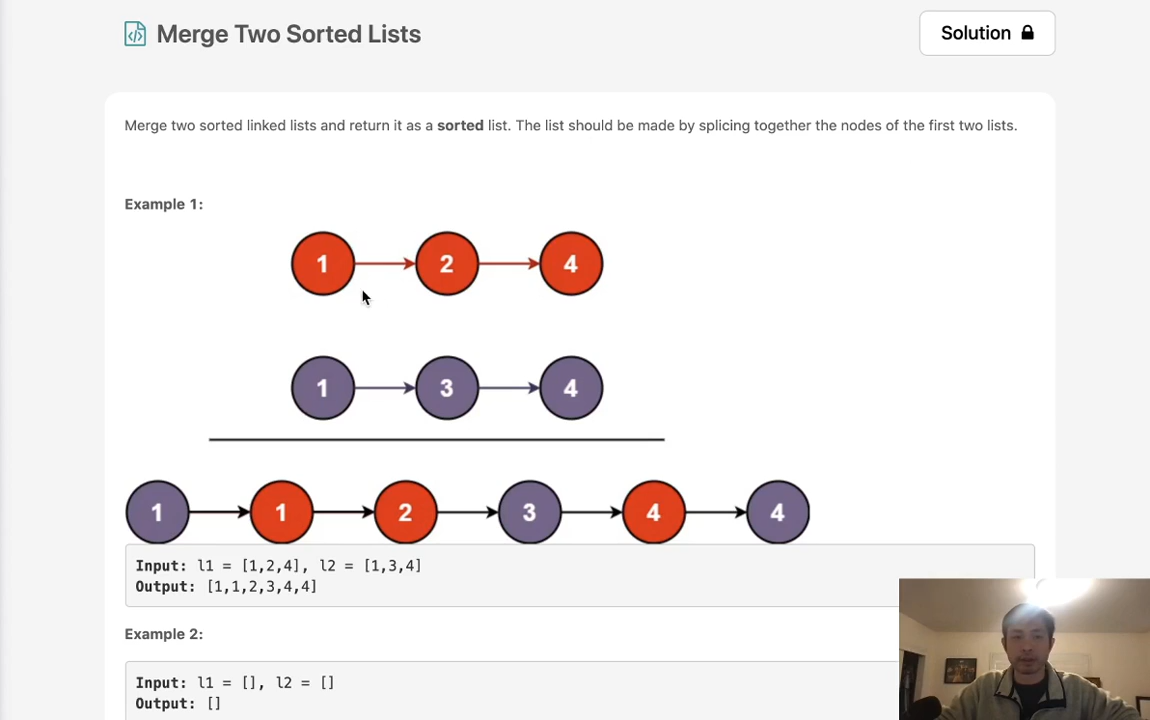 Merge Two Sorted Lists
Solution
Merge two sorted linked lists and return it as a sorted list. The list should be made by splicing together the nodes of the first two lists.
Example 1:
1 2 4
1 3 4
1 1 2 3 4 4
Input: l1 = [1,2,4], l2 = [1,3,4]
Output: [1,1,2,3,4,4]
Example 2:
Input: l1 = [], l2 = []
Output: []